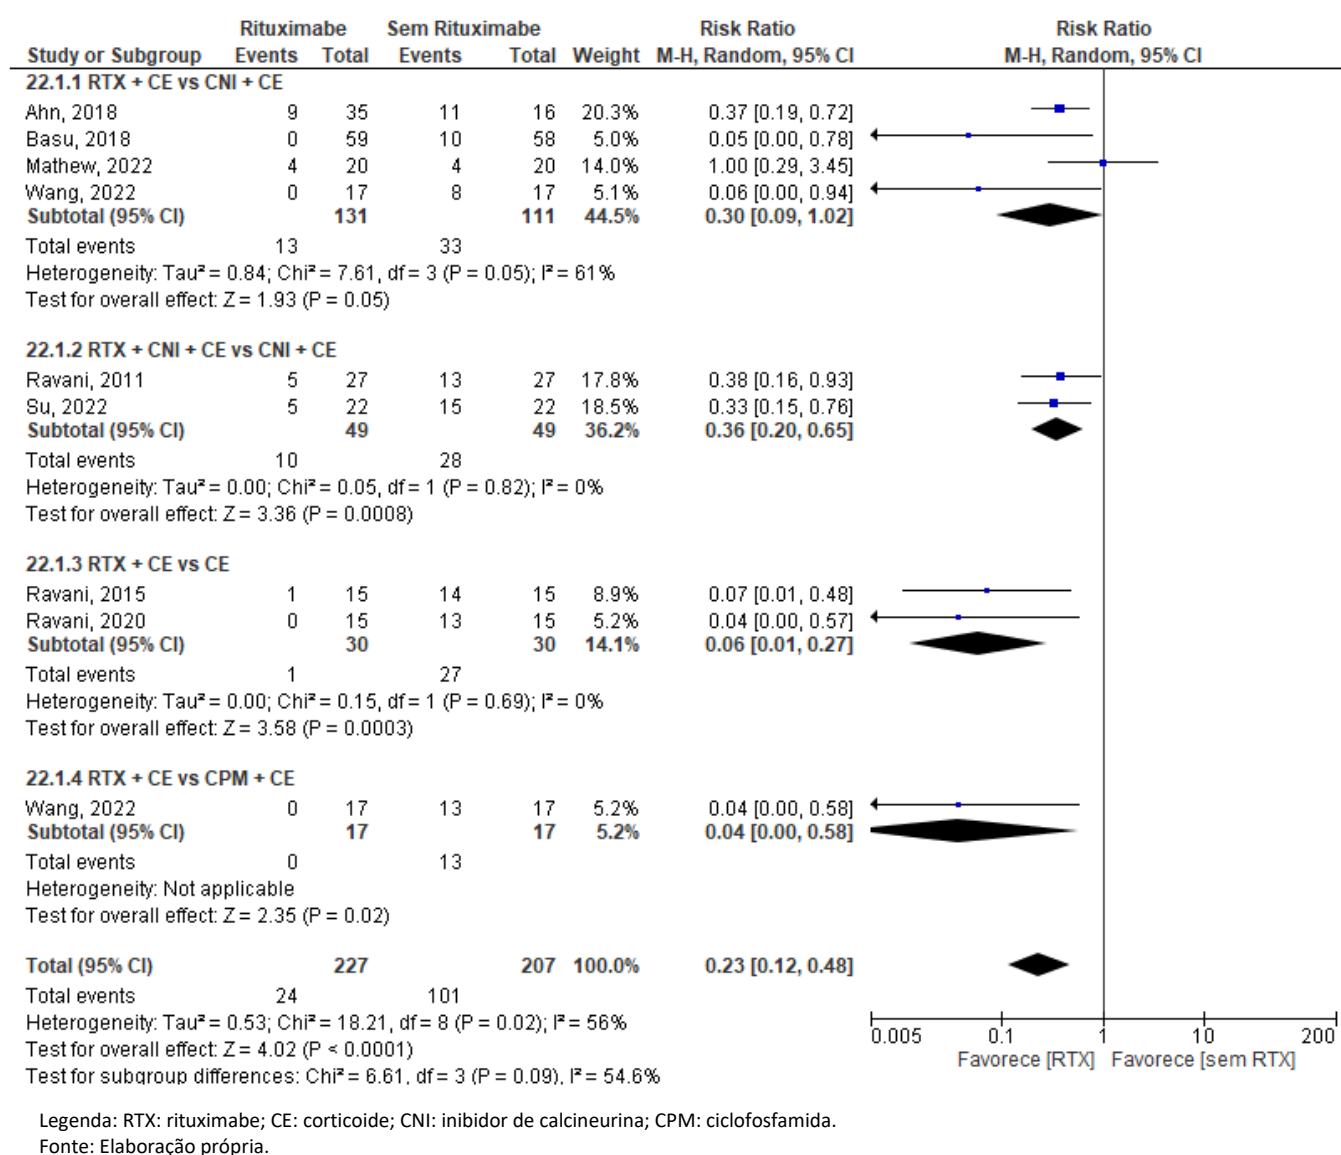 Rituximabe Sem Rituximabe Risk Ratio Risk Ratio
Study or Subgroup Events Total Events Total Weight M-H, Random, 95% CI M-H, Random, 95% CI
22.1.1 RTX + CE vs CNI + CE
Ahn, 2018 9 35 11 16 20.3% 0.37 [0.19, 0.72]
Basu, 2018 0 59 10 58 5.0% 0.05 [0.00, 0.78]
Mathew, 2022 4 20 4 20 14.0% 1.00 [0.29, 3.45]
Wang, 2022 0 17 8 17 5.1% 0.06 [0.00, 0.94]
Subtotal (95% CI) 131 111 44.5% 0.30 [0.09, 1.02]
Total events 13 33
Heterogeneity: Tau² = 0.84; Chi² = 7.61, df = 3 (P = 0.05); I² = 61%
Test for overall effect: Z = 1.93 (P = 0.05)
22.1.2 RTX + CNI + CE vs CNI + CE
Ravani, 2011 5 27 13 27 17.8% 0.38 [0.16, 0.93]
Su, 2022 5 22 15 22 18.5% 0.33 [0.15, 0.76]
Subtotal (95% CI) 49 49 36.2% 0.36 [0.20, 0.65]
Total events 10 28
Heterogeneity: Tau² = 0.00; Chi² = 0.05, df = 1 (P = 0.82); I² = 0%
Test for overall effect: Z = 3.36 (P = 0.0008)
22.1.3 RTX + CE vs CE
Ravani, 2015 1 15 14 15 8.9% 0.07 [0.01, 0.48]
Ravani, 2020 0 15 13 15 5.2% 0.04 [0.00, 0.57]
Subtotal (95% CI) 30 30 14.1% 0.06 [0.01, 0.27]
Total events 1 27
Heterogeneity: Tau² = 0.00; Chi² = 0.15, df = 1 (P = 0.69); I² = 0%
Test for overall effect: Z = 3.58 (P = 0.0003)
22.1.4 RTX + CE vs CPM + CE
Wang, 2022 0 17 13 17 5.2% 0.04 [0.00, 0.58]
Subtotal (95% CI) 17 17 5.2% 0.04 [0.00, 0.58]
Total events 0 13
Heterogeneity: Not applicable
Test for overall effect: Z = 2.35 (P = 0.02)
Total (95% CI) 227 207 100.0% 0.23 [0.12, 0.48]
Total events 24 101
Heterogeneity: Tau² = 0.53; Chi² = 18.21, df = 8 (P = 0.02); I² = 56%
Test for overall effect: Z = 4.02 (P < 0.0001)
Test for subgroup differences: Chi² = 6.61, df = 3 (P = 0.09), I² = 54.6%
0.005 0.1 1 10 200
Favorece [RTX] Favorece [sem RTX]
Legenda: RTX: rituximabe; CE: corticoide; CNI: inibidor de calcineurina; CPM: ciclofosfamida.
Fonte: Elaboração própria.